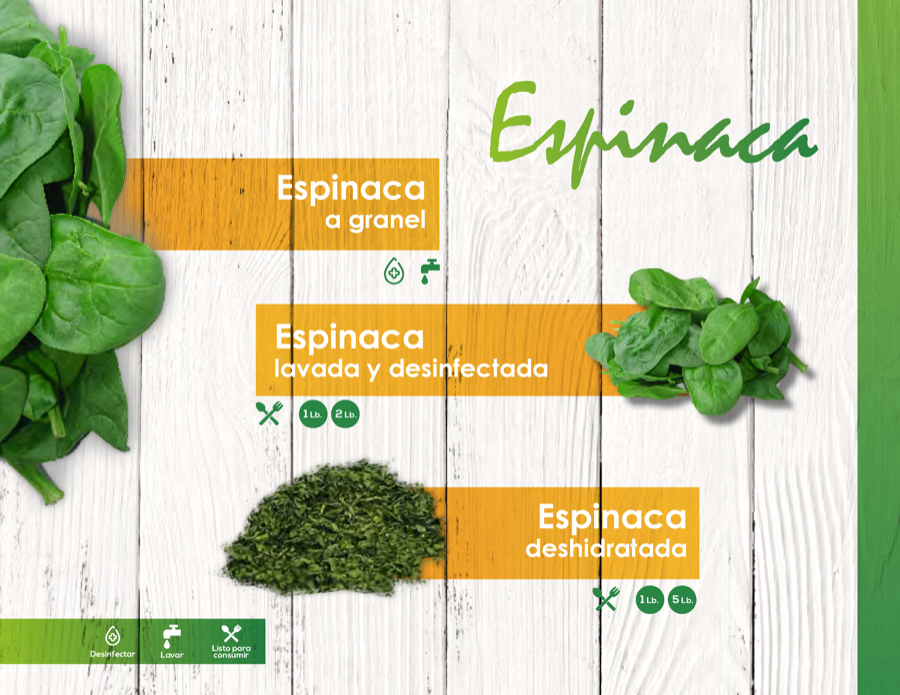 Espinaca
Espinaca
a granel
Espinaca
lavada y desinfectada
1 Lb.
2 Lb.
Espinaca
deshidratada
1 Lb.
5 Lb.
Desinfectar
Lavar
Listo para
consumir